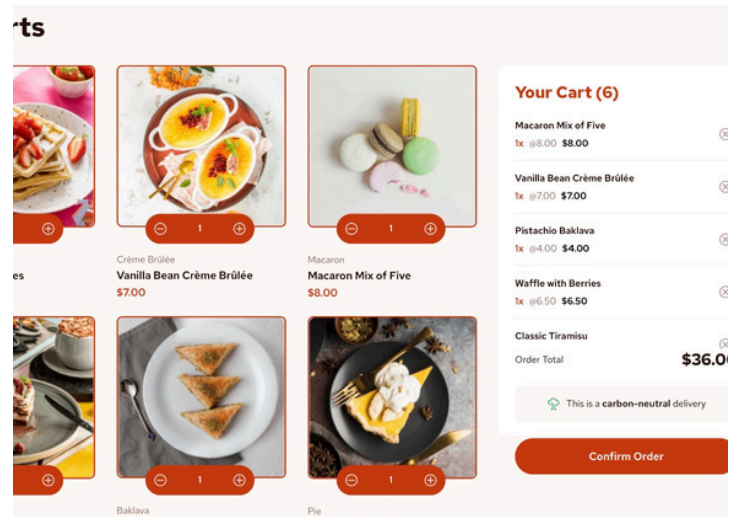 rts
Your Cart (6)
Macaron Mix of Five
1x @8.00 $8.00
Vanilla Bean Crème Brûlée
1x @7.00 $7.00
Pistachio Baklava
1x @4.00 $4.00
Waffle with Berries
1x @6.50 $6.50
Classic Tiramisu
Order Total $36.0
This is a carbon-neutral delivery
Confirm Order
1
1
Crème Brûlée
Macaron
es
Vanilla Bean Crème Brûlée
Macaron Mix of Five
$7.00
$8.00
1
1
Baklava
Pie